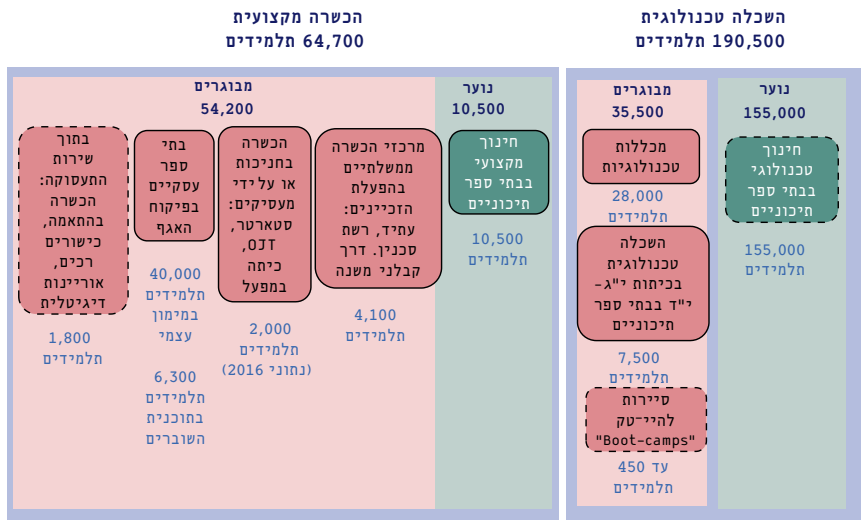 השכלה טכנולוגית
190,500 תלמידים
נוער
155,000
חינוך
טכנולוגי
בבתי ספר
תיכוניים
155,000
תלמידים
מבוגרים
35,500
מכללות
טכנולוגיות
28,000
תלמידים
השכלה
טכנולוגית
בכיתות י"ג-
י"ד בבתי ספר
תיכוניים
7,500
תלמידים
סיירות
להיי־טק
"Boot-camps"
עד 450
תלמידים
הכשרה מקצועית
64,700 תלמידים
נוער
10,500
חינוך
מקצועי
בבתי ספר
תיכוניים
10,500
תלמידים
מבוגרים
54,200
מרכזי הכשרה
ממשלתיים
בהפעלת
הזכיינים:
עתיד, רשת
סכנין. דרך
קבלני משנה
4,100
תלמידים
הכשרה
בחניכות
או על־ידי
מעסיקים:
סטארטר,
OJT,
כיתה
במפעל
2,000
תלמידים
(נתוני 2016)
בתי
ספר
עסקיים
בפיקוח
האגף
40,000
תלמידים
במימון
עצמי
6,300
תלמידים
בתוכנית
השוברים
בתוך
שירות
התעסוקה:
הכשרה
בהתאמה,
כישורים
רכים,
אוריינות
דיגיטלית
1,800
תלמידים